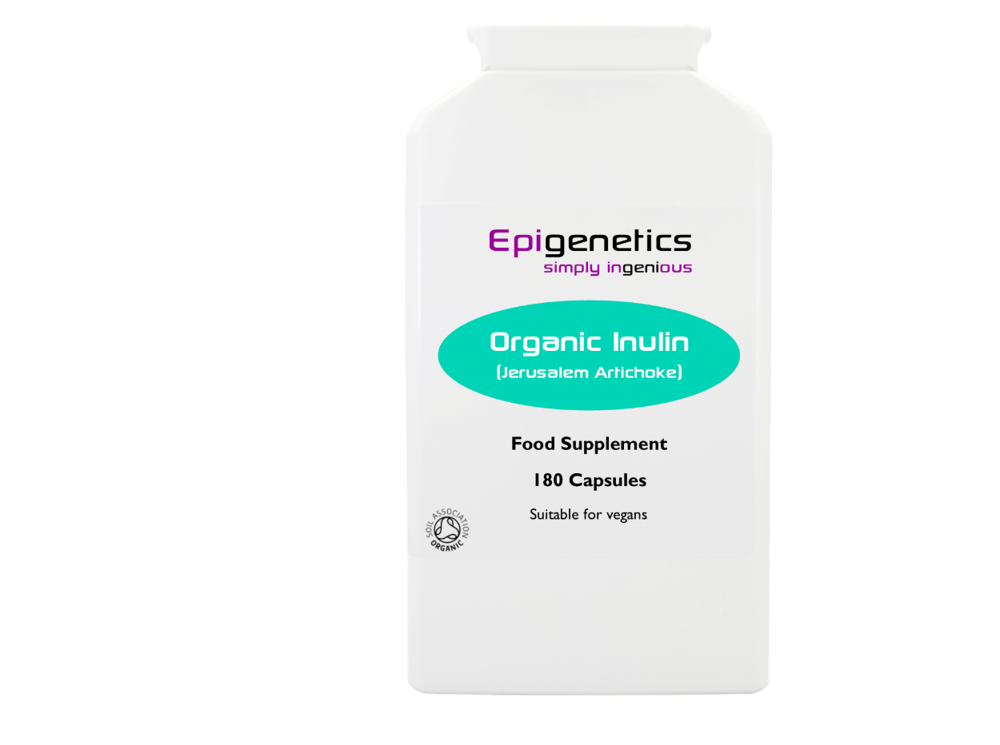 Epigenetics
simply ingenious
Organic Inulin
(Jerusalem Artichoke)
Food Supplement
180 Capsules
Suitable for vegans
SOIL ASSOCIATION
ORGANIC